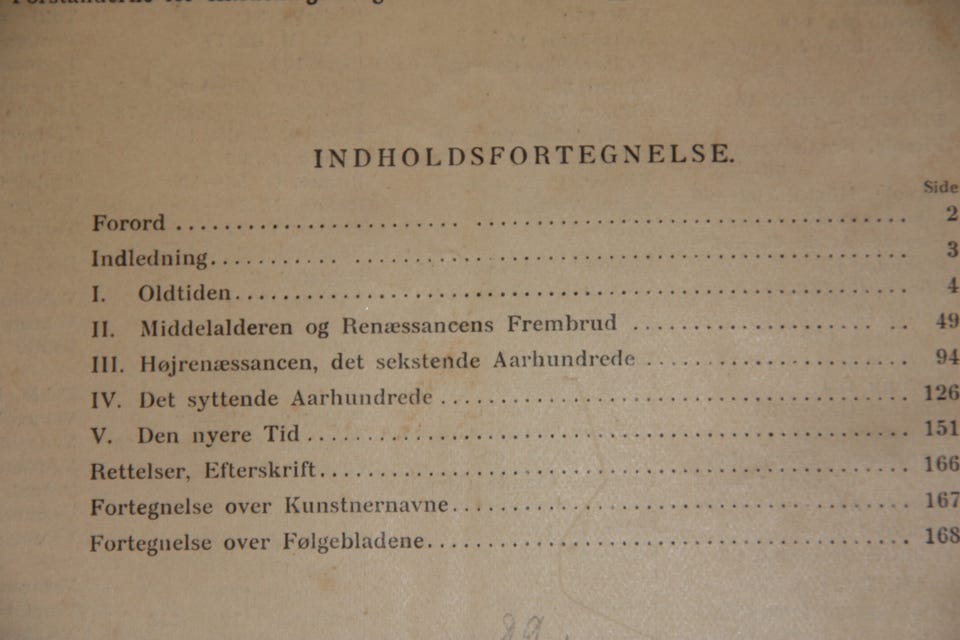 INDHOLDSFORTEGNELSE.
Side
Forord ........................ .................................... 2
Indledning........... .............................................. 3
I. Oldtiden........................................................ 4
II. Middelalderen og Renæssancens Frembrud .................... .. 49
III. Højrenæssancen, det sekstende Aarhundrede ...................... 94
IV. Det syttende Aarhundrede ....................................... 126
V. Den nyere Tid .................................................. 151
Rettelser, Efterskrift................................................. 166
Fortegnelse over Kunstnernavne...................................... 167
Fortegnelse over Følgebladene........................................ 168